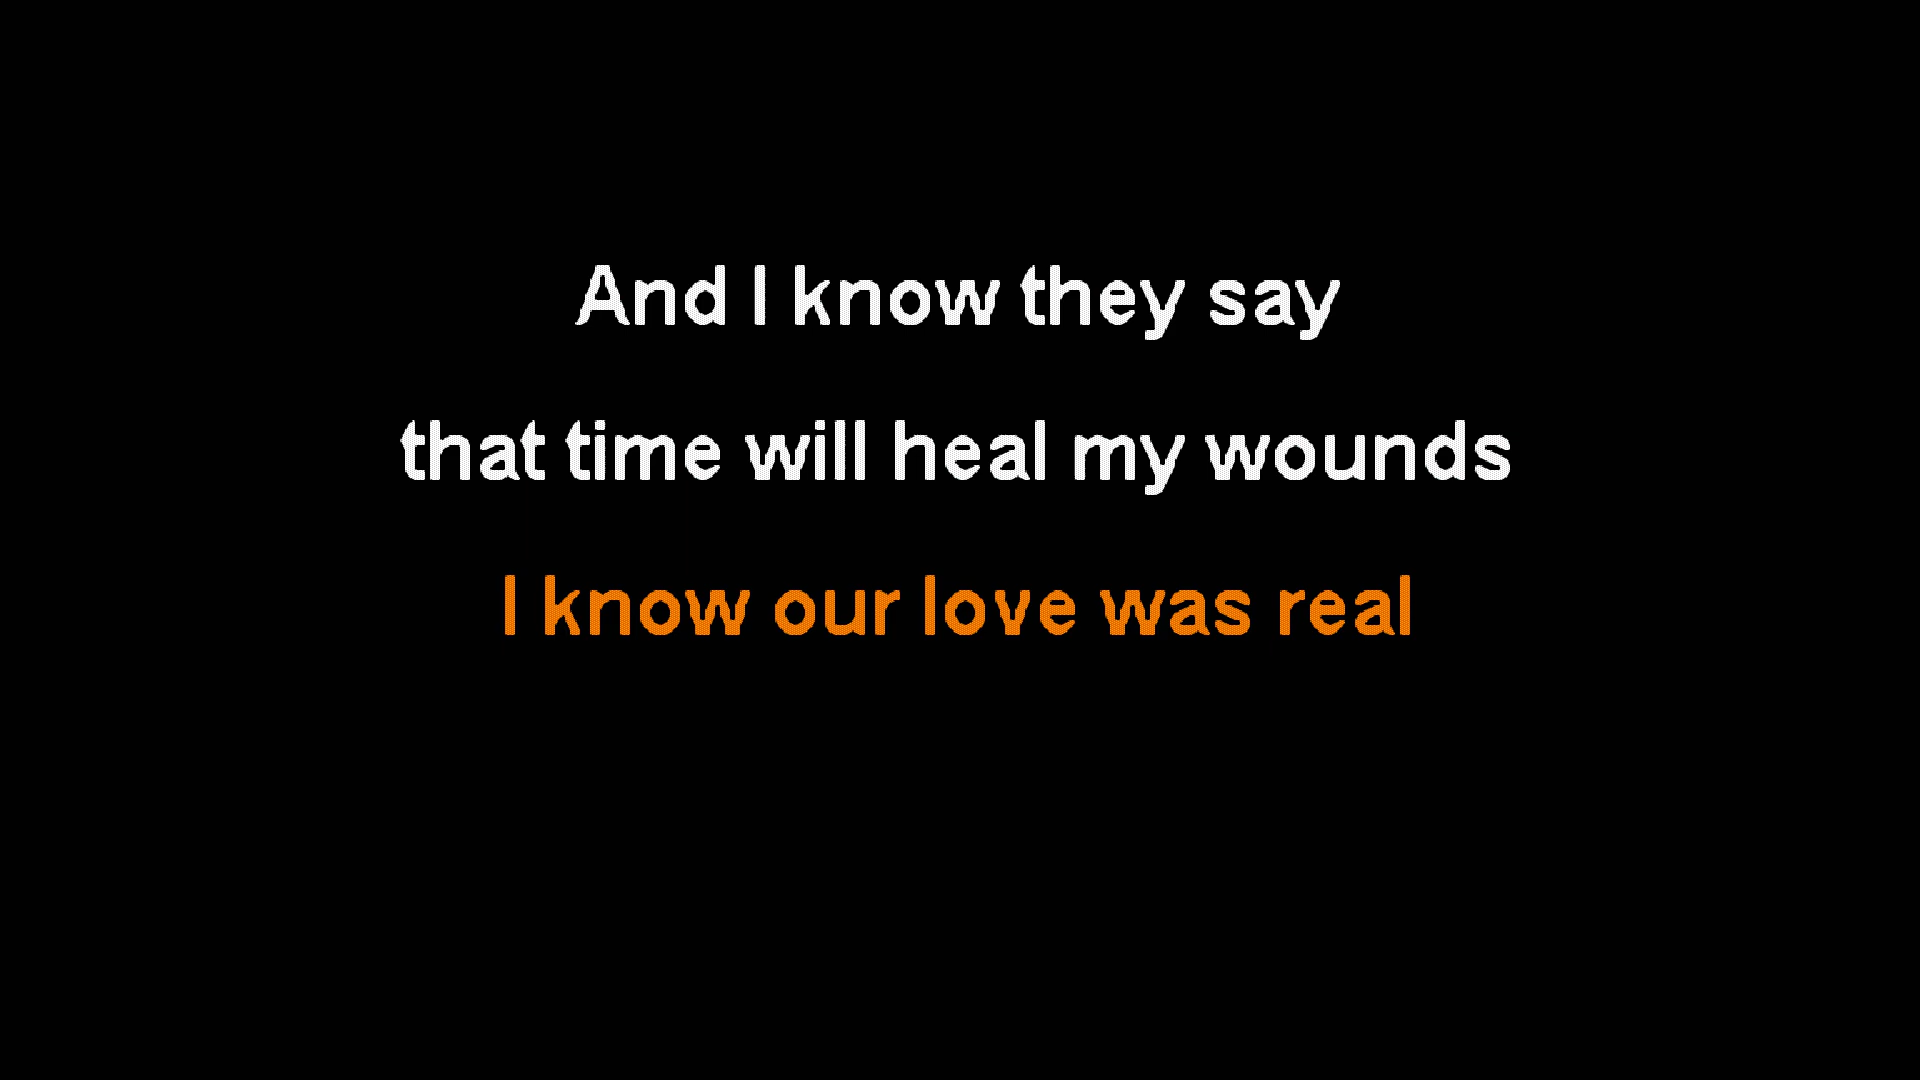 And I know they say
that time will heal my wounds
I know our love was real